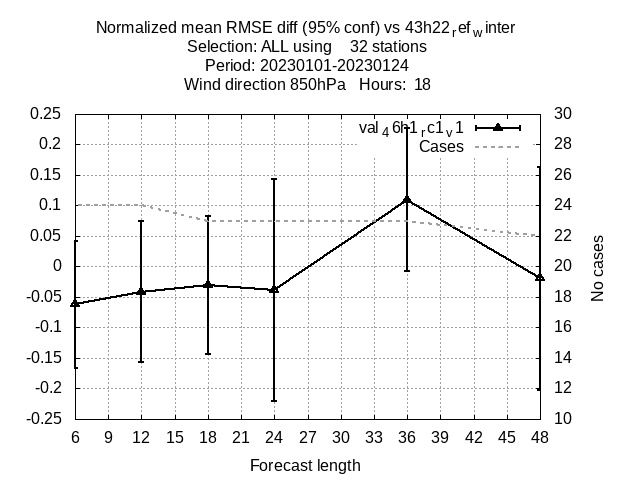 Normalized mean RMSE diff (95% conf) vs 43h22refwinter
Selection: ALL using 32 stations
Period: 20230101-20230124
Wind direction 850hPa Hours: 18
0.25
0.2
0.15
0.1
0.05
0
-0.05
-0.1
-0.15
-0.2
-0.25
val46h1rc1v1
Cases
30
28
26
24
22
20
18
16
14
12
10
No cases
6 9 12 15 18 21 24 27 30 33 36 39 42 45 48
Forecast length